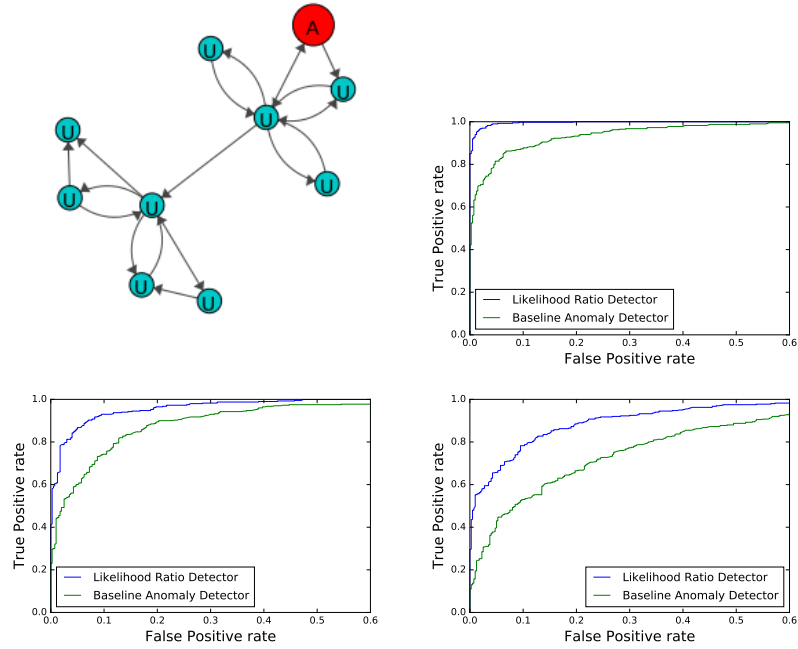 A
U
U
U
U
U
U
U
U
U
1.0
0.8
0.6
0.4
0.2
0.0
True Positive rate
Likelihood Ratio Detector
Baseline Anomaly Detector
0.0 0.1 0.2 0.3 0.4 0.5 0.6
False Positive rate
1.0
0.8
0.6
0.4
0.2
0.0
True Positive rate
Likelihood Ratio Detector
Baseline Anomaly Detector
0.0 0.1 0.2 0.3 0.4 0.5 0.6
False Positive rate
1.0
0.8
0.6
0.4
0.2
0.0
True Positive rate
Likelihood Ratio Detector
Baseline Anomaly Detector
0.0 0.1 0.2 0.3 0.4 0.5 0.6
False Positive rate